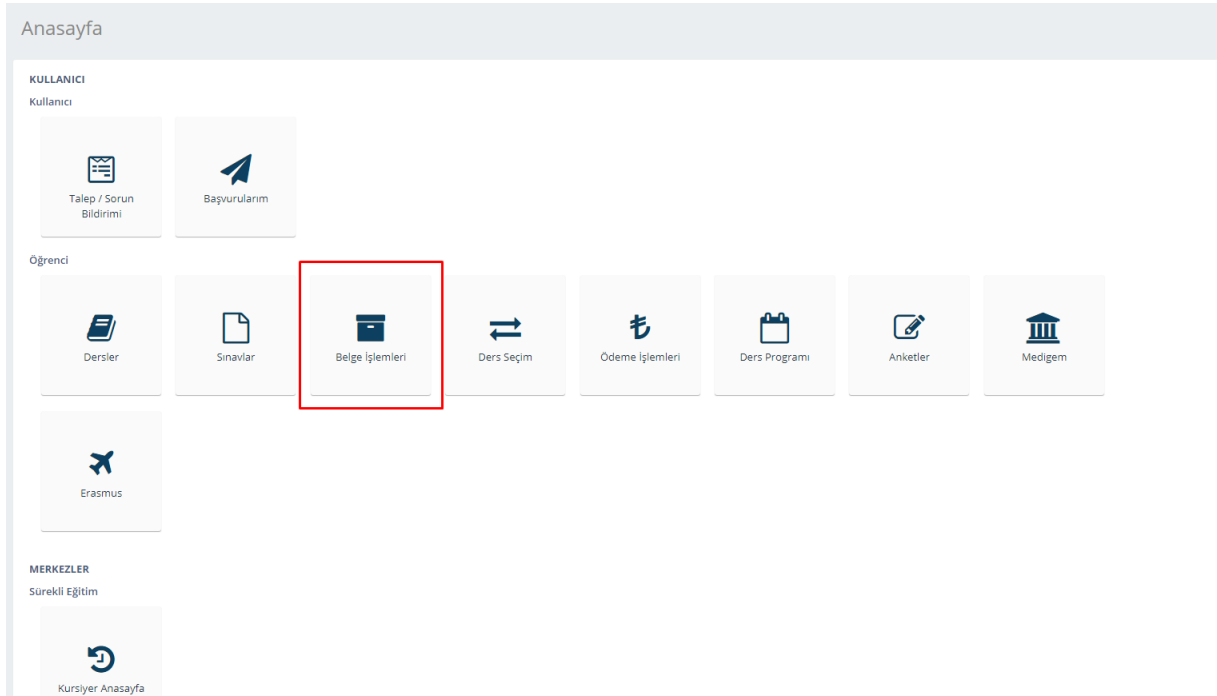 Anasayfa
KULLANICI
Kullanıcı
Talep / Sorun
Bildirimi
Başvurularım
Öğrenci
Dersler
Sınavlar
Belge İşlemleri
Ders Seçim
Ödeme İşlemleri
Ders Programı
Anketler
Medigem
Erasmus
MERKEZLER
Sürekli Eğitim
Kursiyer Anasayfa